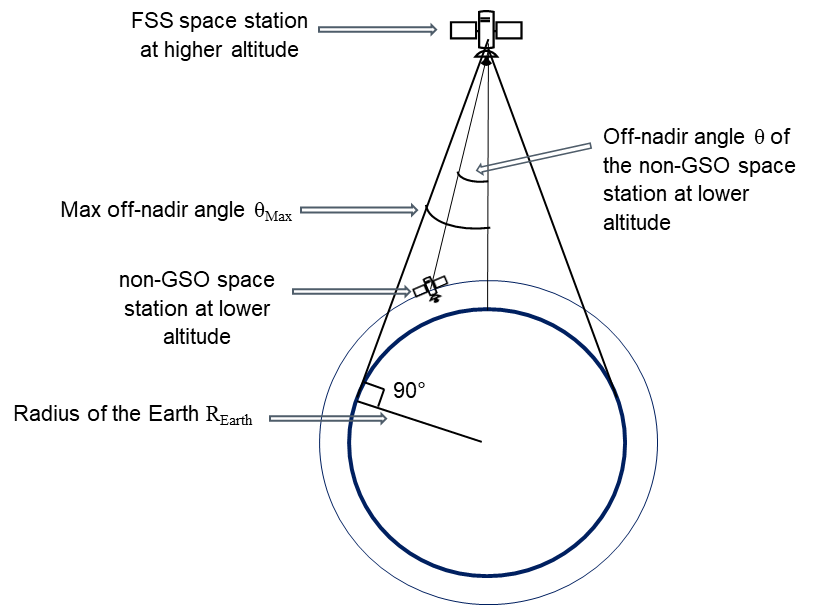 FSS space station
at higher altitude
Off-nadir angle θ of
the non-GSO space
station at lower
altitude
Max off-nadir angle θMax
non-GSO space
station at lower
altitude
90°
Radius of the Earth REarth